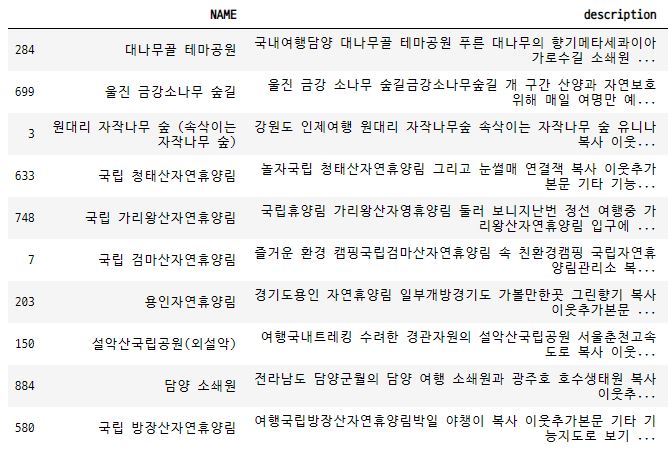 NAME description
284 대나무골 테마공원 국내여행담양 대나무골 테마공원 푸른 대나무의 향기메타세콰이아
가로수길 소쇄원 ...
699 울진 금강소나무 숲길 울진 금강 소나무 숲길금강소나무숲길 개 구간 산양과 자연보호
위해 매일 여명만 예...
3 원대리 자작나무 숲 (속삭이는 강원도 인제여행 원대리 자작나무숲 속삭이는 자작나무 숲 유니나
자작나무 숲) 복사 이웃...
633 국립 청태산자연휴양림 놀자국립 청태산자연휴양림 그리고 눈썰매 연결잭 복사 이웃추가
본문 기타 기능...
748 국립 가리왕산자연휴양림 국립휴양림 가리왕산자영휴양림 둘러 보니지난번 정선 여행중 가
리왕산자연휴양림 입구에 ...
7 국립 검마산자연휴양림 즐거운 환경 캠핑국립검마산자연휴양림 속 친환경캠핑 국립자연휴
양림관리소 복...
203 용인자연휴양림 경기도용인 자연휴양림 일부개방경기도 가볼만한곳 그린향기 복사
이웃추가본문 ...
150 설악산국립공원(외설악) 여행국내트레킹 수려한 경관자원의 설악산국립공원 서울춘천고속
도로 복사 이웃...
884 담양 소쇄원 전라남도 담양군월의 담양 여행 소쇄원과 광주호 호수생태원 복사
이웃추...
580 국립 방장산자연휴양림 여행국립방장산자연휴양림박일 야챙이 복사 이웃추가본문 기타 기
능지도로 보기 ...